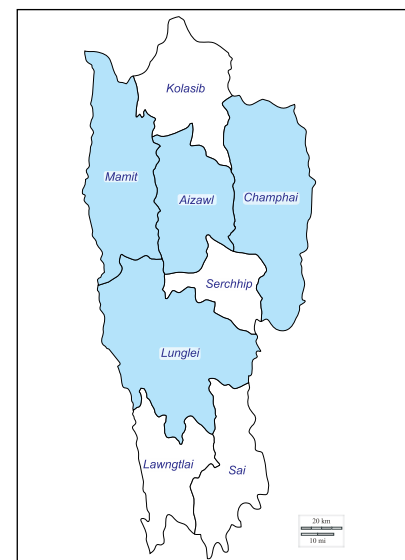 Kolasib
Mamit
Aizawl
Champhai
Serchhip
Lunglei
Lawngtlai
Sai
20 km
10 mi